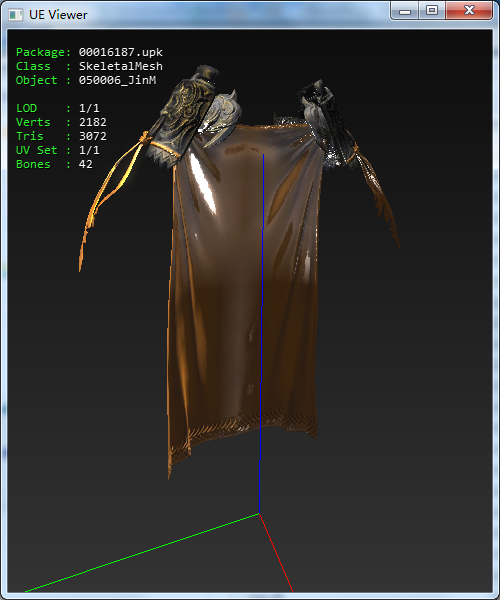 UE Viewer
Package: 00016187.upk
Class : SkeletalMesh
Object : 050006_JinM
LOD : 1/1
Verts : 2182
Tris : 3072
UV Set : 1/1
Bones : 42